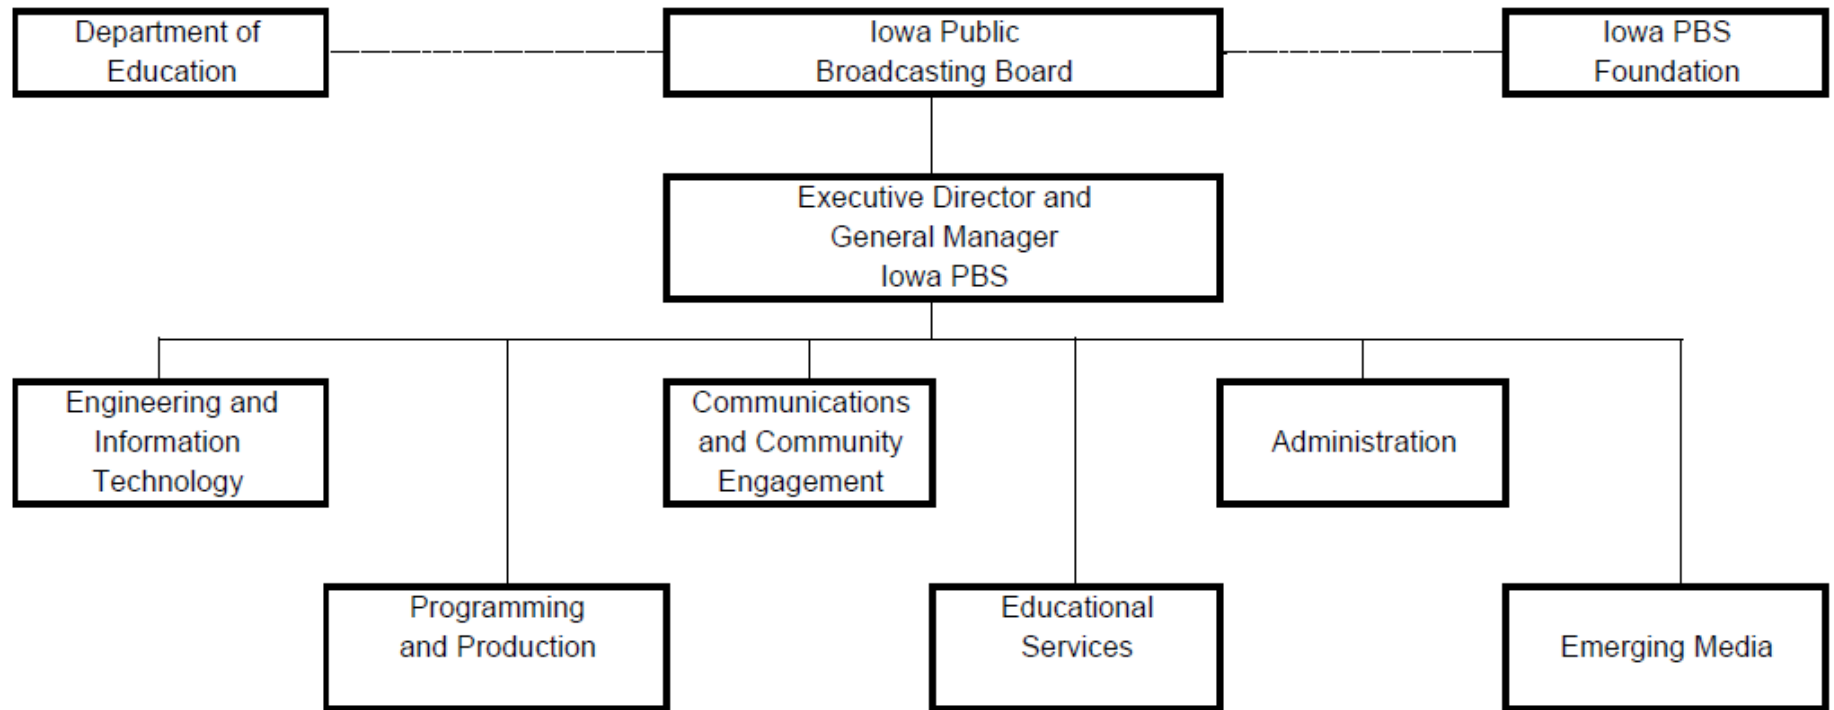 Department of
Education
Iowa Public
Broadcasting Board
Iowa PBS
Foundation
Executive Director and
General Manager
Iowa PBS
Engineering and
Information
Technology
Communications
and Community
Engagement
Administration
Programming
and Production
Educational
Services
Emerging Media